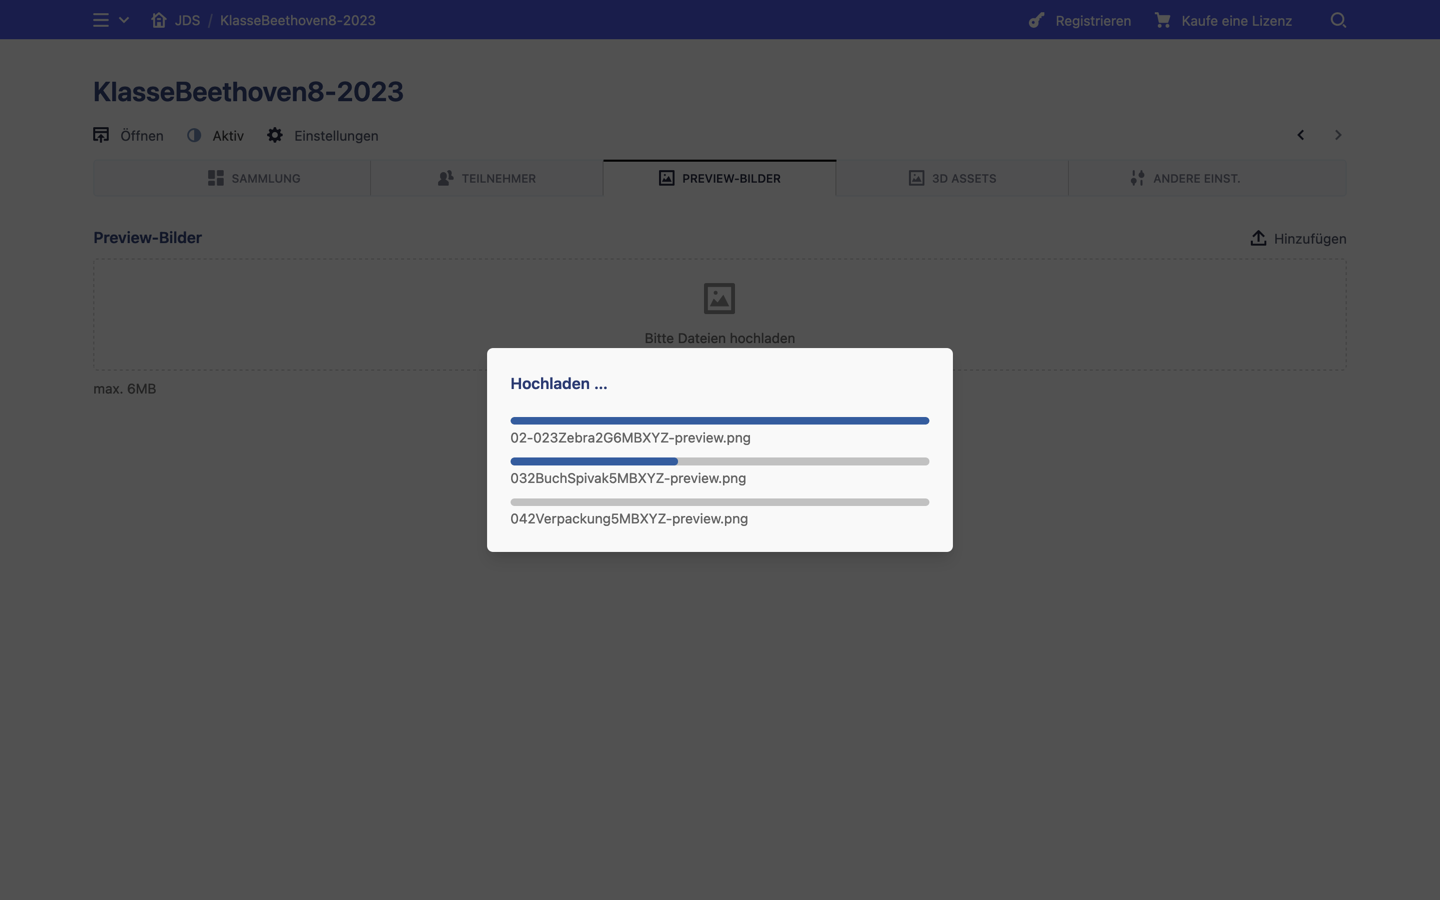 JDS / KlasseBeethoven8-2023 Registrieren Kaufe eine Lizenz
KlasseBeethoven8-2023
Öffnen Aktiv Einstellungen
SAMMLUNG TEILNEHMER PREVIEW-BILDER 3D ASSETS ANDERE EINST.
Preview-Bilder Hinzufügen
Bitte Dateien hochladen
max. 6MB
Hochladen ...
02-023Zebra2G6MBXYZ-preview.png
032BuchSpivak5MBXYZ-preview.png
042Verpackung5MBXYZ-preview.png